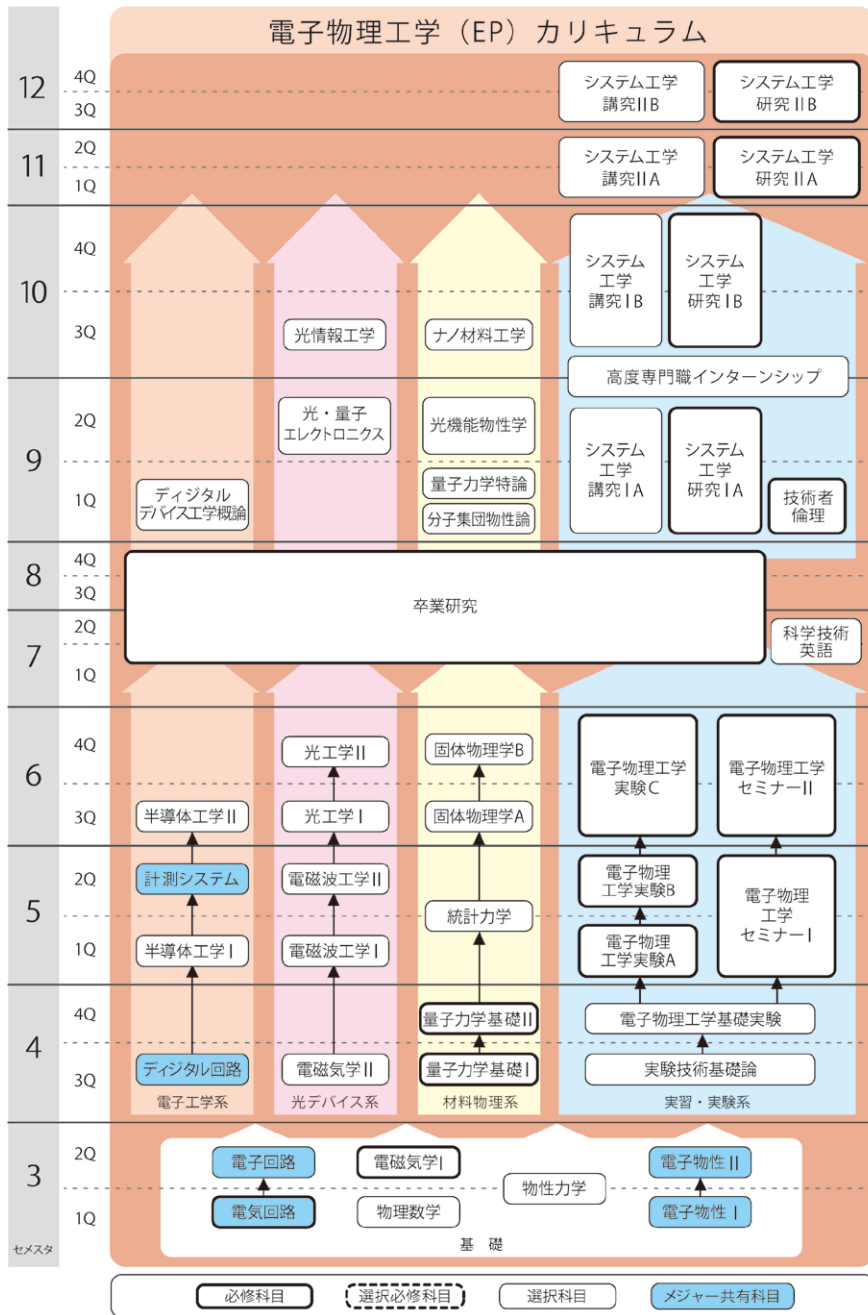 電子物理工学（EP）カリキュラム
12
4Q
3Q
システム工学
講究ⅡB
システム工学
研究ⅡB
11
2Q
1Q
システム工学
講究ⅡA
システム工学
研究ⅡA
10
4Q
3Q
システム
工学
講究ⅠB
システム
工学
研究ⅠB
光情報工学
ナノ材料工学
高度専門職インターンシップ
9
2Q
1Q
光・量子
エレクトロニクス
光機能物性学
システム
工学
講究ⅠA
システム
工学
研究ⅠA
ディジタル
デバイス工学概論
量子力学特論
分子集団物性論
技術者
倫理
8
4Q
3Q
卒業研究
7
2Q
1Q
科学技術
英語
6
4Q
3Q
光工学Ⅱ
固体物理学B
電子物理工学
実験C
電子物理工学
セミナーⅡ
半導体工学Ⅱ
光工学Ⅰ
固体物理学A
5
2Q
1Q
計測システム
電磁波工学Ⅱ
統計力学
電子物理
工学実験B
電子物理
工学
セミナーⅠ
半導体工学Ⅰ
電磁波工学Ⅰ
電子物理
工学実験A
4
4Q
3Q
量子力学基礎Ⅱ
電子物理工学基礎実験
ディジタル回路
電磁気学Ⅱ
量子力学基礎Ⅰ
実験技術基礎論
電子工学系
光デバイス系
材料物理系
実習・実験系
3
2Q
1Q
電子回路
電磁気学Ⅰ
物性力学
電子物性Ⅱ
電気回路
物理数学
電子物性Ⅰ
セメスタ
基 礎
必修科目
選択必修科目
選択科目
メジャー共有科目